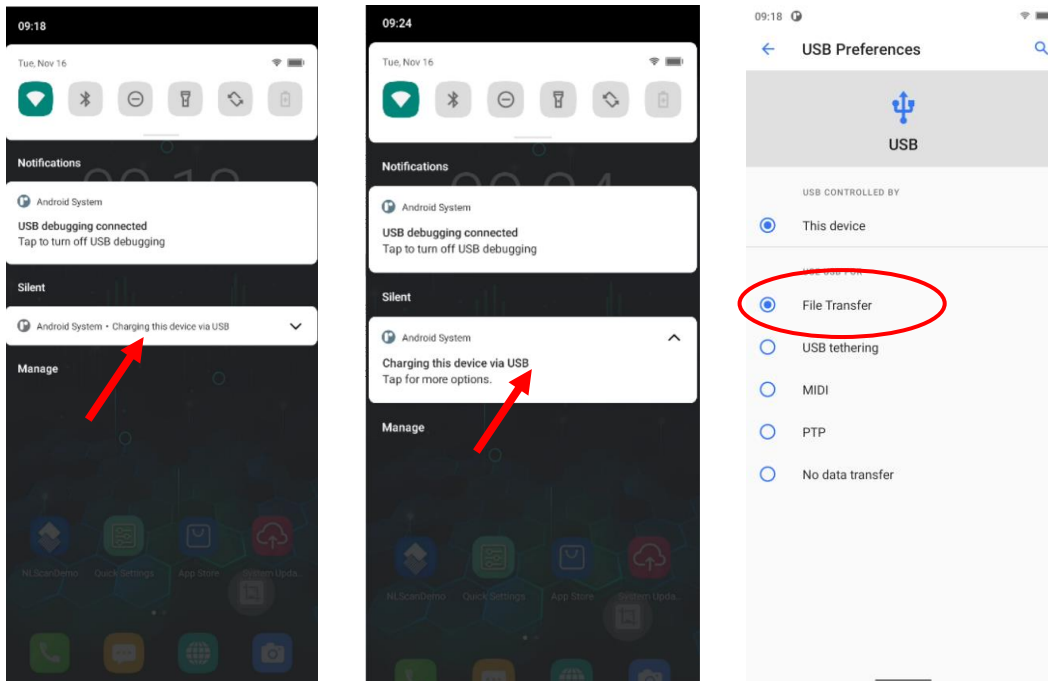 09:18
Tue, Nov 16
Notifications
Android System
USB debugging connected
Tap to turn off USB debugging
Silent
Android System • Charging this device via USB
Manage
NLScanDemo Quick Settings App Store System Upda..
09:24
Tue, Nov 16
Notifications
Android System
USB debugging connected
Tap to turn off USB debugging
Silent
Android System
Charging this device via USB
Tap for more options.
Manage
NLScanDemo Quick Settings App Store System Upda..
09:18
USB Preferences
USB
USB CONTROLLED BY
This device
USE USB FOR
File Transfer
USB tethering
MIDI
PTP
No data transfer